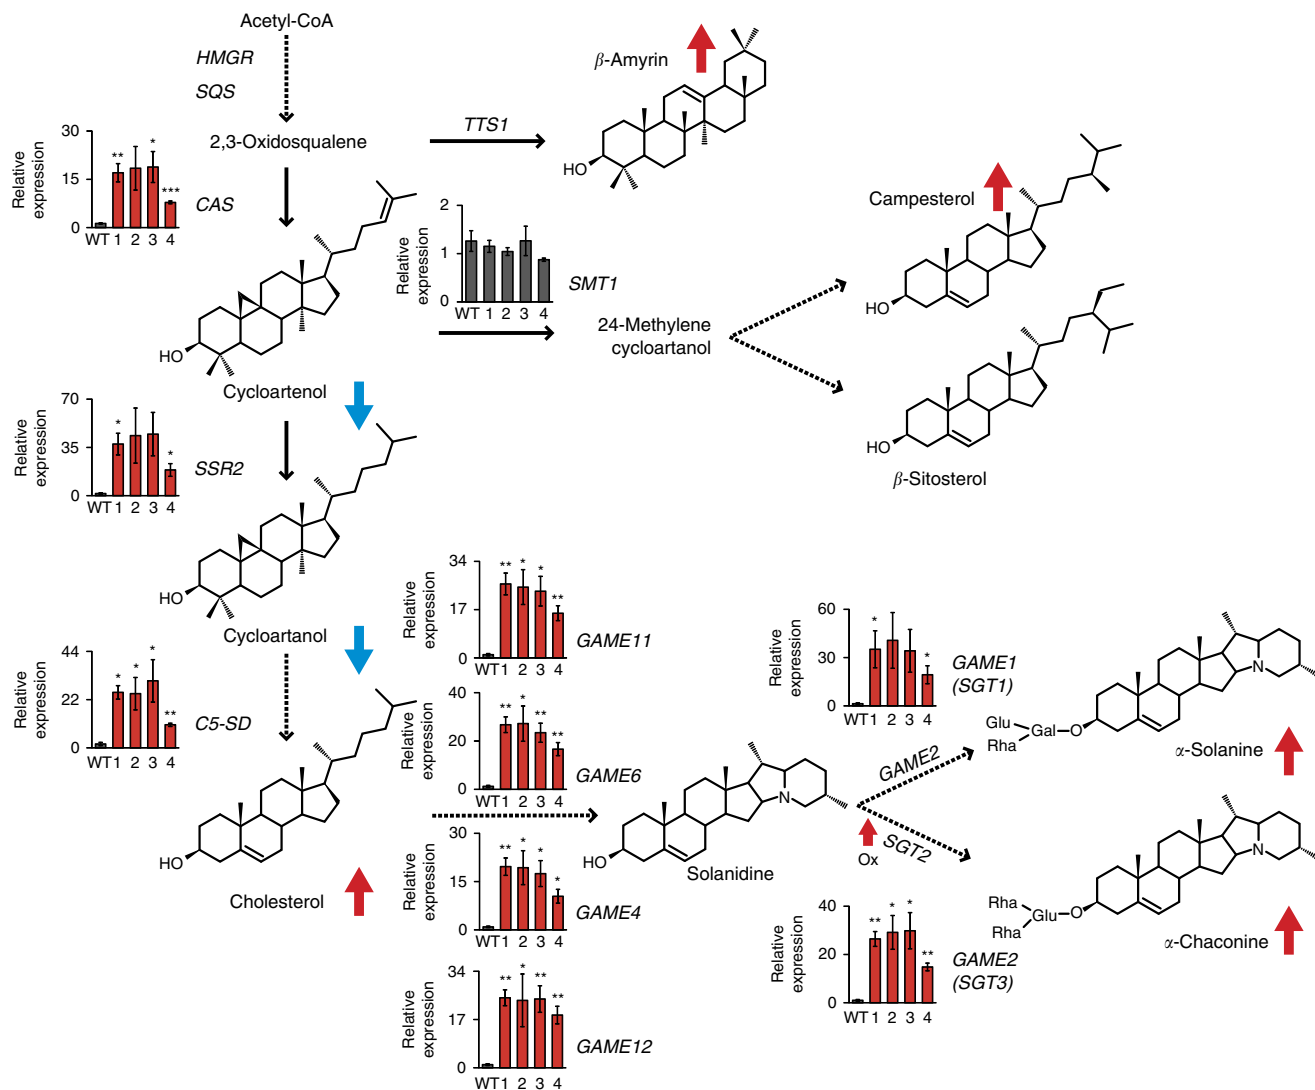 Acetyl-CoA
HMGR
SQS
2,3-Oxidosqualene
TTS1
β-Amyrin
HO
Relative
expression
30
15
0
**
*
***
WT 1 2 3 4
CAS
HO
Cycloartenol
Relative
expression
2
1
0
WT 1 2 3 4
SMT1
24-Methylene
cycloartanol
Campesterol
HO
HO
β-Sitosterol
Relative
expression
70
35
0
*
*
WT 1 2 3 4
SSR2
HO
Cycloartanol
Relative
expression
44
22
0
* * * **
WT 1 2 3 4
C5-SD
HO
Cholesterol
Relative
expression
34
17
0
** * * **
WT 1 2 3 4
GAME11
Relative
expression
40
20
0
** * ** **
WT 1 2 3 4
GAME6
Relative
expression
30
15
0
** * * *
WT 1 2 3 4
GAME4
Relative
expression
34
17
0
** * ** **
WT 1 2 3 4
GAME12
N
HO
Solanidine
Ox
GAME2
SGT2
Relative
expression
60
30
0
* *
WT 1 2 3 4
GAME1
(SGT1)
N
Glu
Gal O
Rha
α-Solanine
Relative
expression
40
20
0
** * * **
WT 1 2 3 4
GAME2
(SGT3)
N
Rha
Glu O
Rha
α-Chaconine